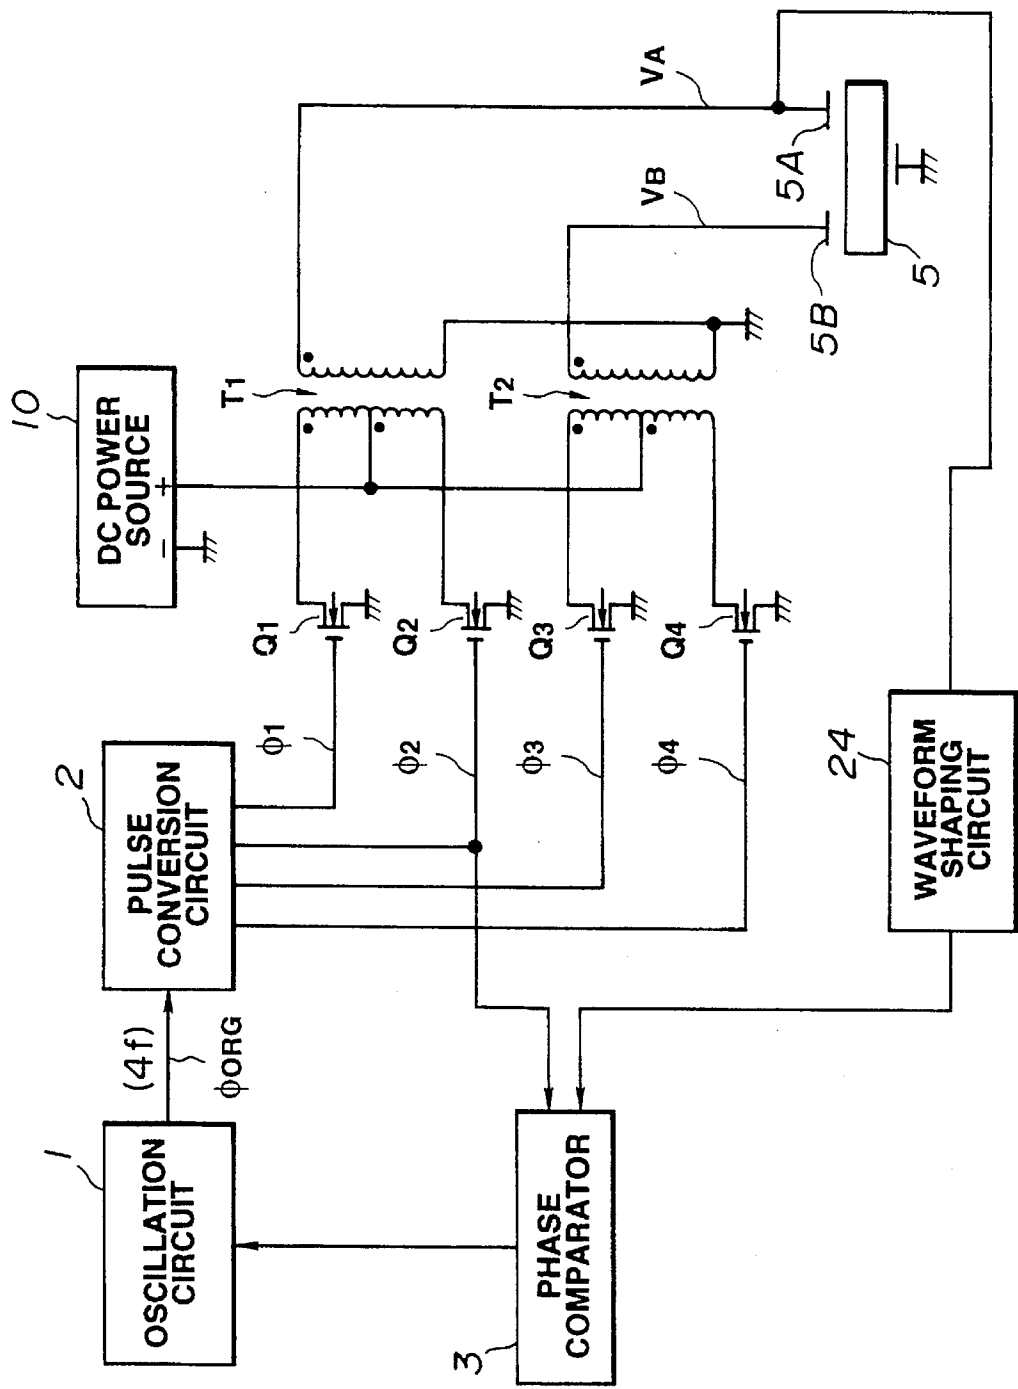 1
OSCILLATION
CIRCUIT
(4f)
ϕORG
2
PULSE
CONVERSION
CIRCUIT
10
DC POWER
SOURCE
−
+
ϕ1
Q1
T1
VA
ϕ2
Q2
VB
ϕ3
Q3
T2
5A
ϕ4
Q4
5B
5
3
PHASE
COMPARATOR
24
WAVEFORM
SHAPING
CIRCUIT